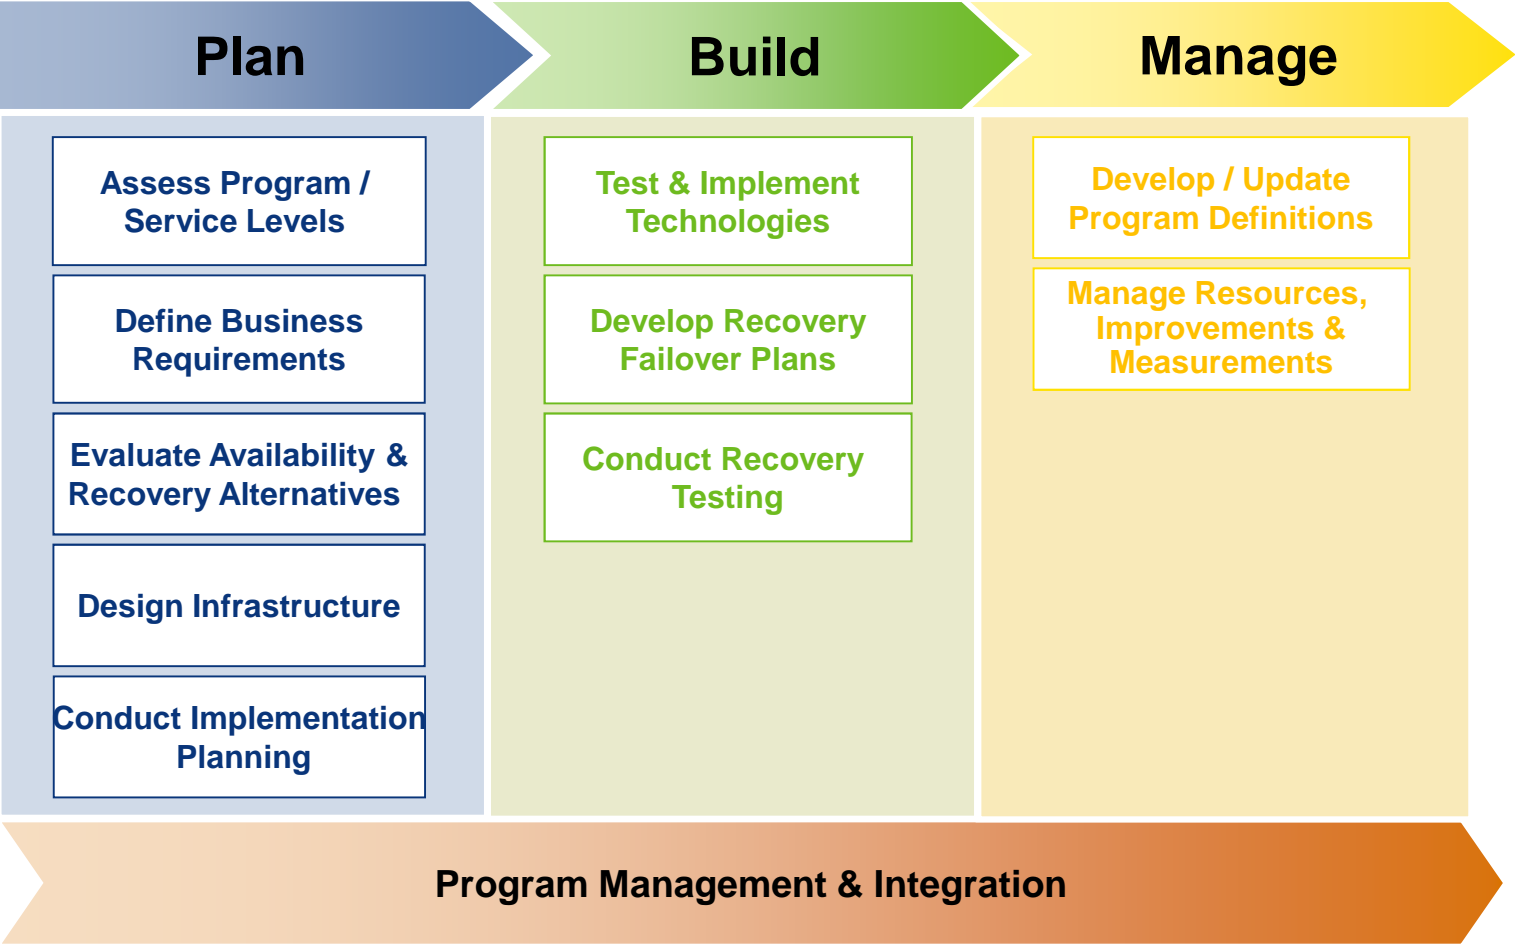 Plan
Build
Manage
Assess Program /
Service Levels
Define Business
Requirements
Evaluate Availability &
Recovery Alternatives
Design Infrastructure
Conduct Implementation
Planning
Test & Implement
Technologies
Develop Recovery
Failover Plans
Conduct Recovery
Testing
Develop / Update
Program Definitions
Manage Resources,
Improvements &
Measurements
Program Management & Integration